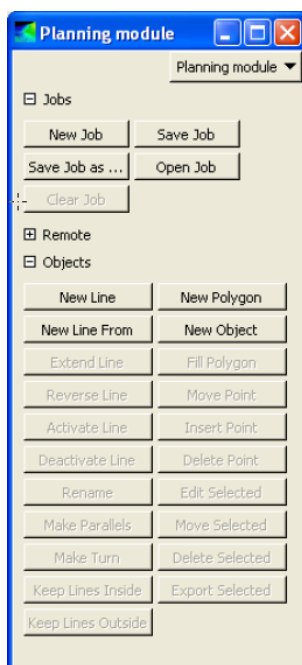 Planning module
Planning module
Jobs
New Job Save Job
Save Job as ... Open Job
Clear Job
Remote
Objects
New Line New Polygon
New Line From New Object
Extend Line Fill Polygon
Reverse Line Move Point
Activate Line Insert Point
Deactivate Line Delete Point
Rename Edit Selected
Make Parallels Move Selected
Make Turn Delete Selected
Keep Lines Inside Export Selected
Keep Lines Outside